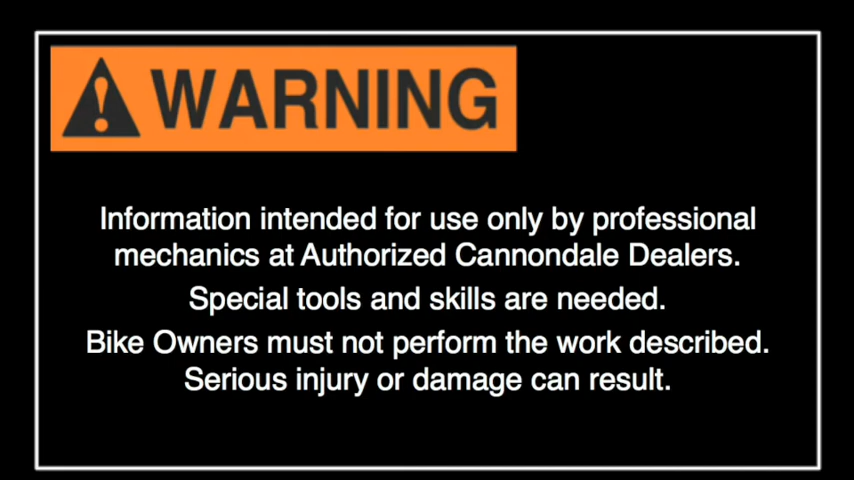 WARNING
Information intended for use only by professional
mechanics at Authorized Cannondale Dealers.
Special tools and skills are needed.
Bike Owners must not perform the work described.
Serious injury or damage can result.